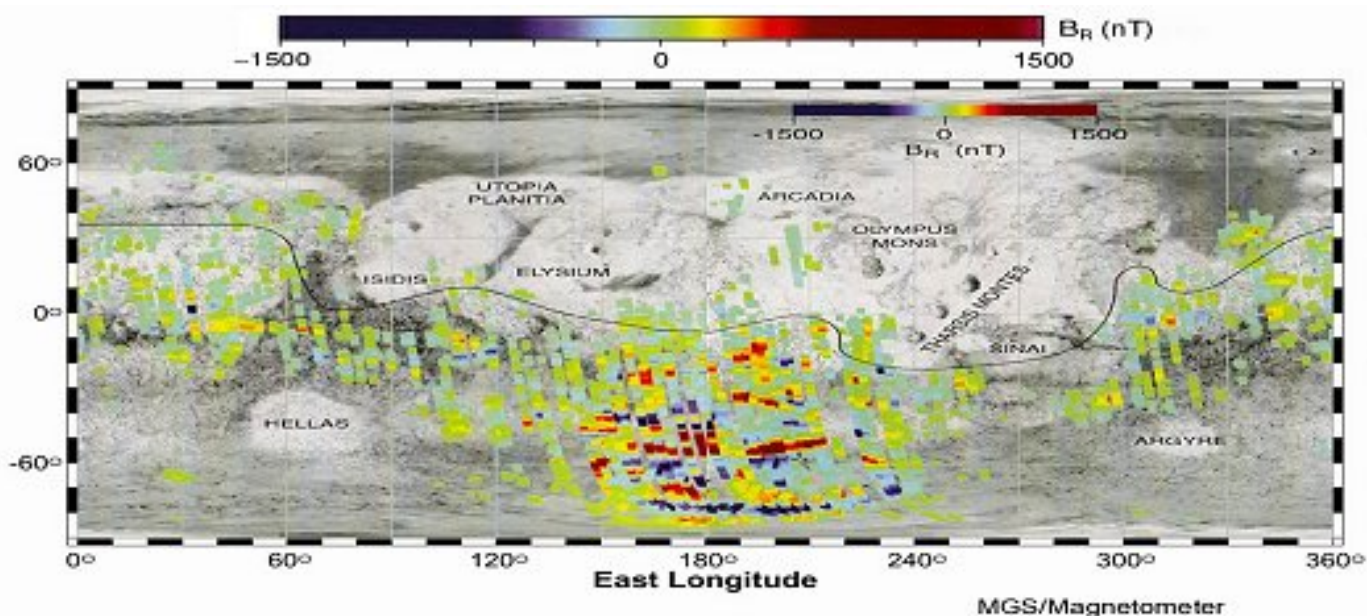 B_R (nT)
-1500 0 1500
-1500 0 1500
B_R (nT)
60°
UTOPIA
PLANITIA
ARCADIA
OLYMPUS
MONS
ISIDIS
ELYSIUM
THARSIS MONTES
0°
SINAI
HELLAS
ARGYRE
-60°
0° 60° 120° 180° 240° 300° 360°
East Longitude
MGS/Magnetometer